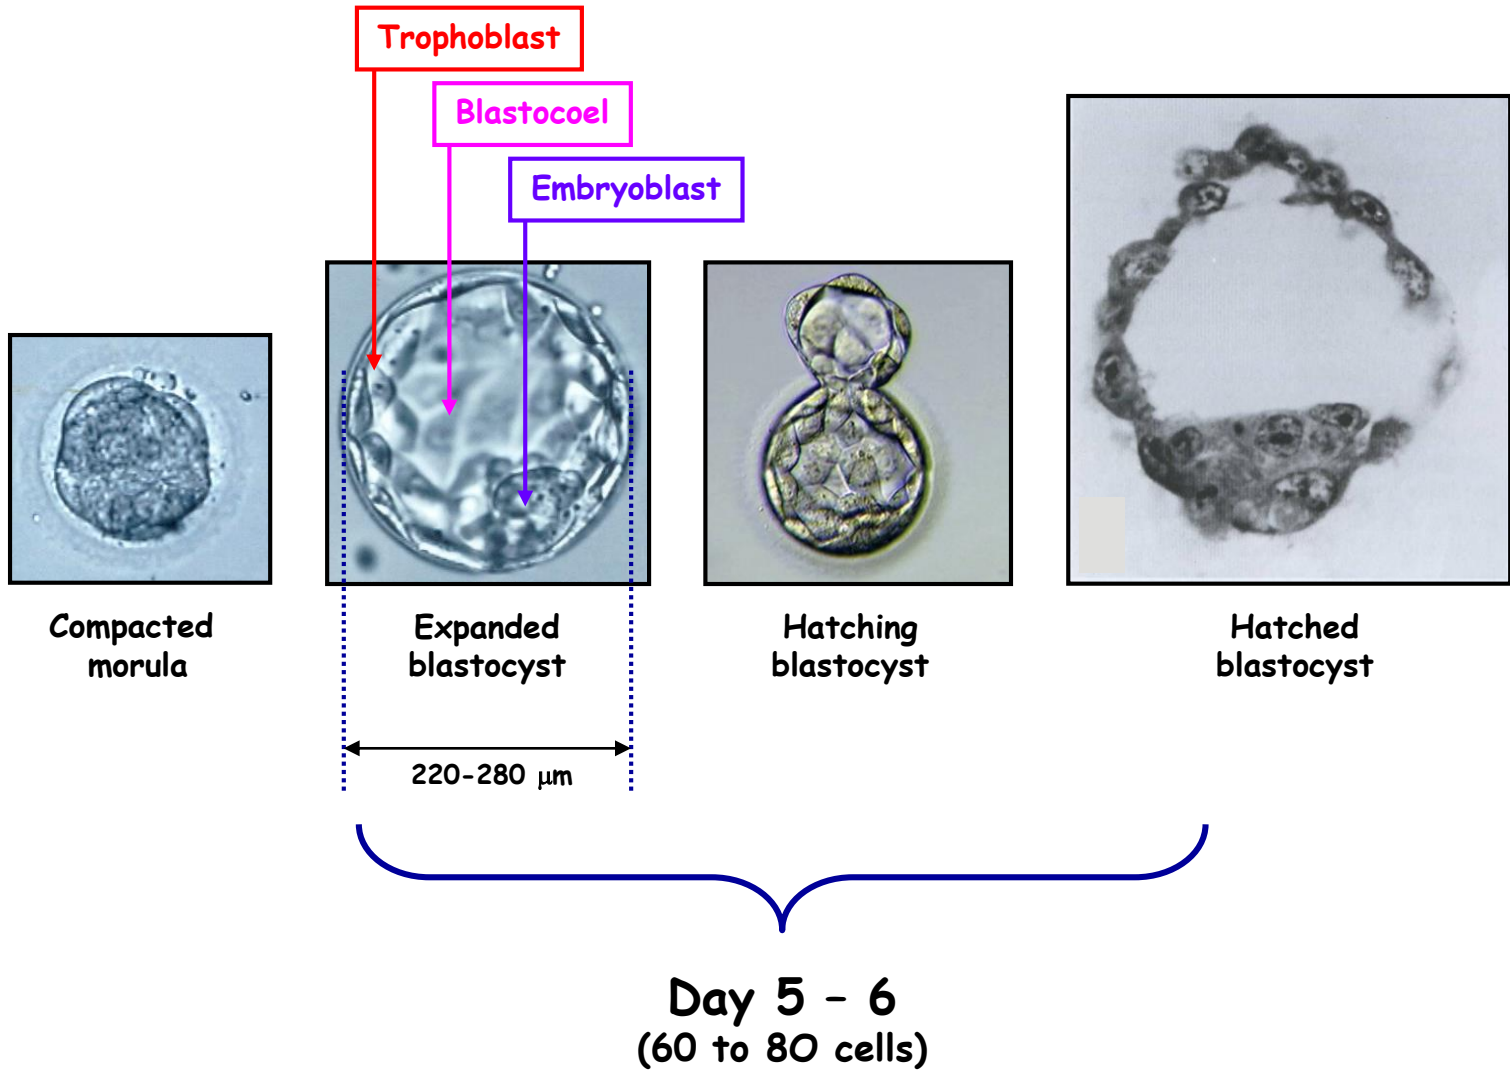 Trophoblast
Blastocoel
Embryoblast
Compacted
morula
Expanded
blastocyst
Hatching
blastocyst
Hatched
blastocyst
220-280 μm
Day 5 - 6
(60 to 80 cells)